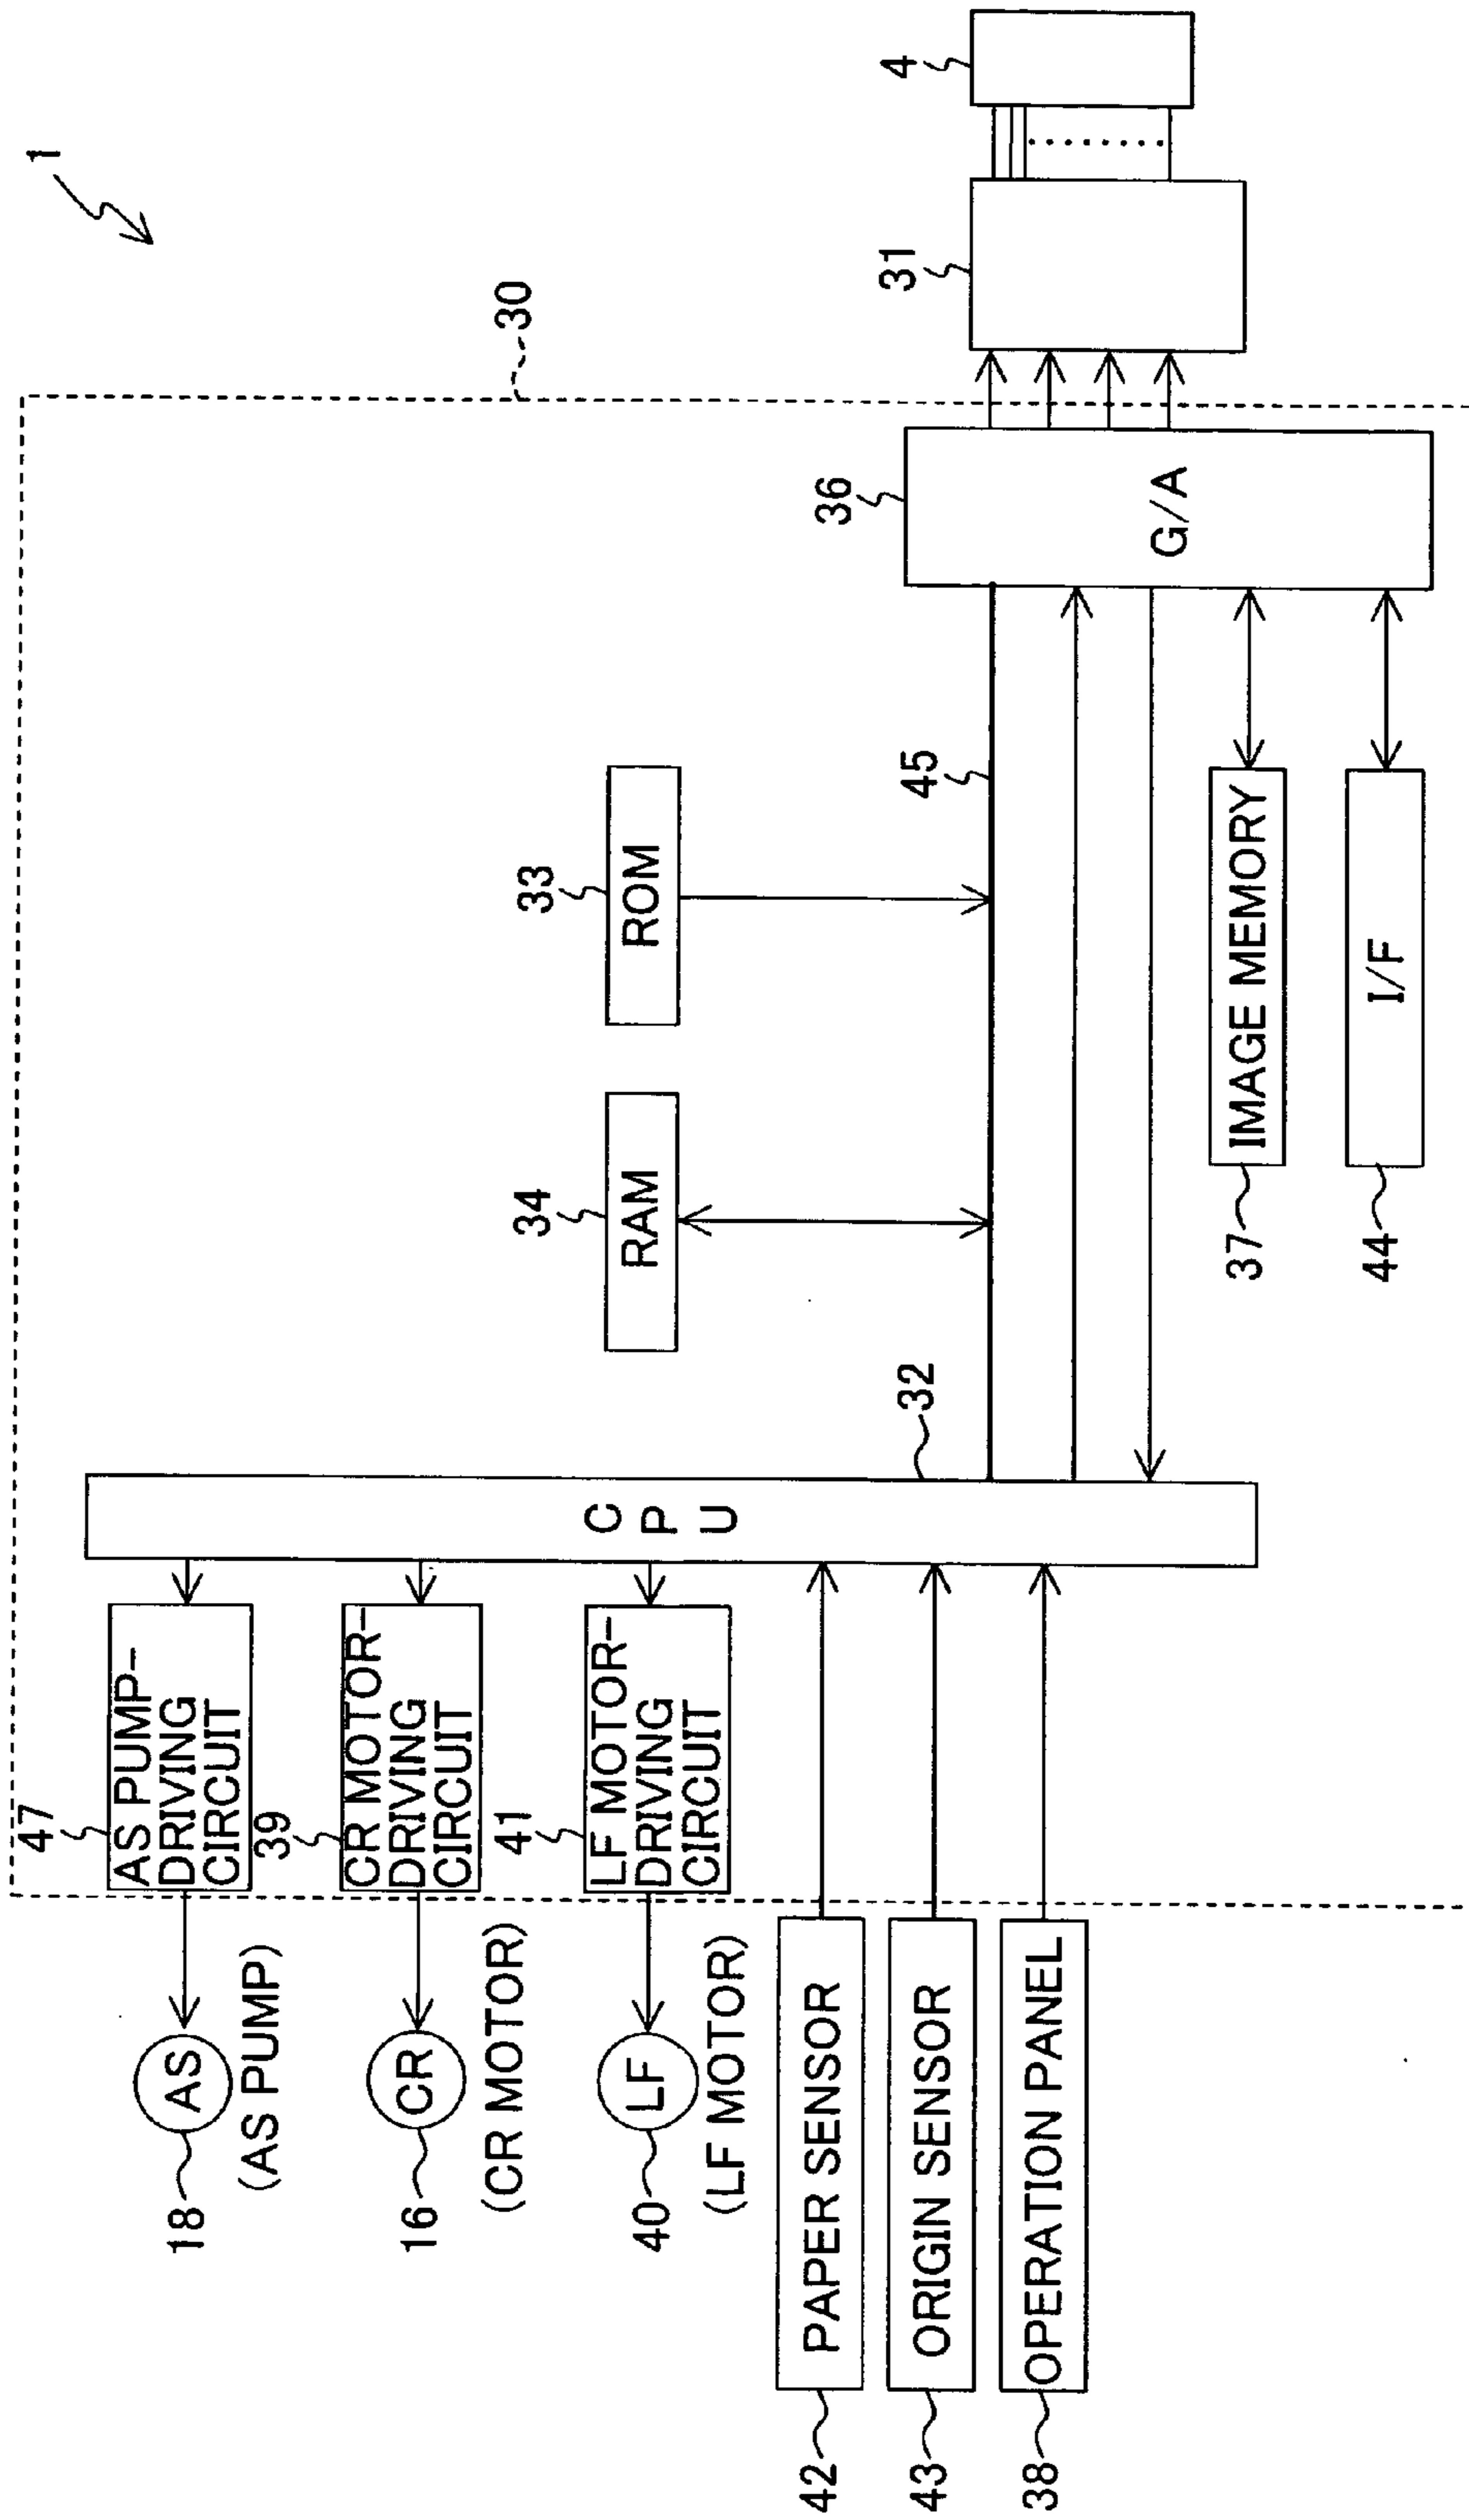 1
30
47
AS PUMP-
DRIVING
CIRCUIT
18
AS
(AS PUMP)
39
CR MOTOR-
DRIVING
CIRCUIT
16
CR
(CR MOTOR)
41
LF MOTOR-
DRIVING
CIRCUIT
40
LF
(LF MOTOR)
42
PAPER SENSOR
43
ORIGIN SENSOR
38
OPERATION PANEL
C
P
U
32
34
RAM
33
ROM
45
36
G/A
31
4
37
IMAGE MEMORY
44
I/F